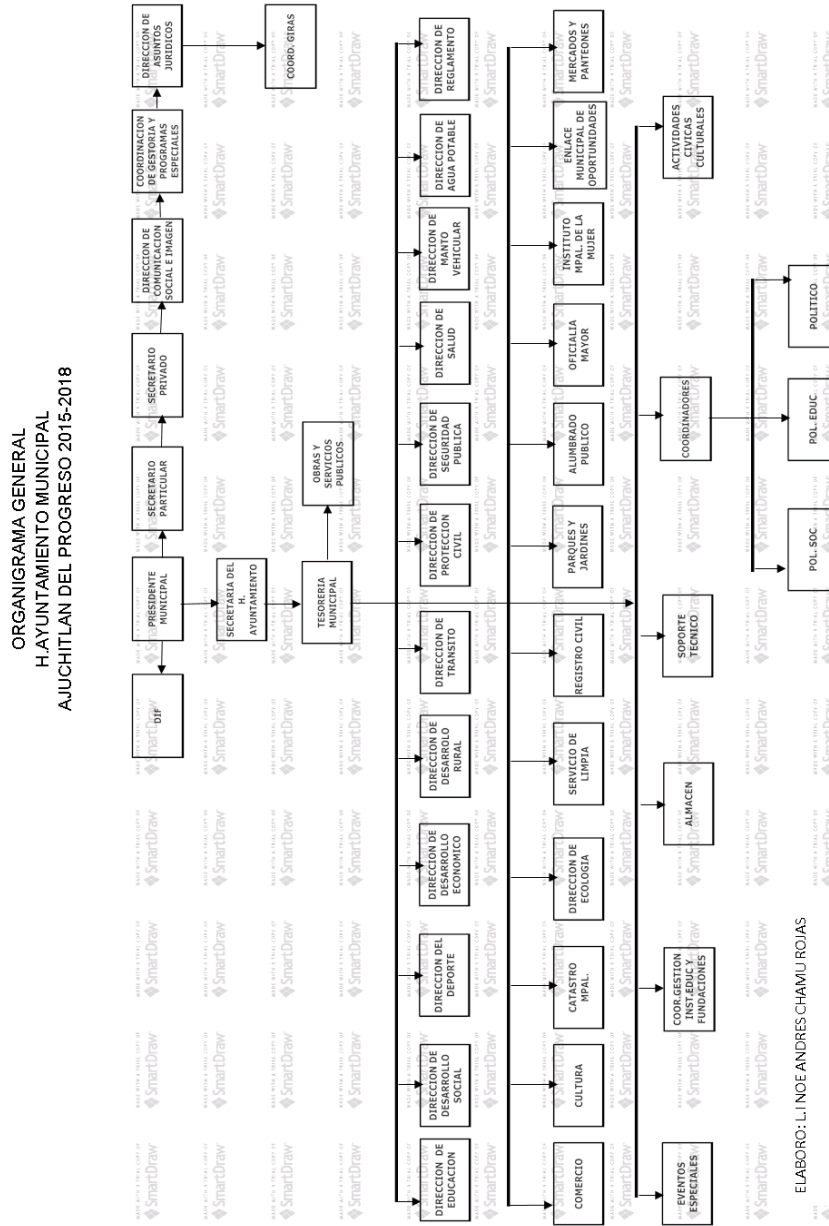 ORGANIGRAMA GENERAL
H.AYUNTAMIENTO MUNICIPAL
AJUCHITLAN DEL PROGRESO 2015-2018
DIF
PRESIDENTE
MUNICIPAL
SECRETARIO
PARTICULAR
SECRETARIO
PRIVADO
DIRECCION DE
COMUNICACION
SOCIAL E IMAGEN
COORDINACION
DE GESTORIA Y
PROGRAMAS
ESPECIALES
DIRECCION DE
ASUNTOS
JURIDICOS
SECRETARIA DEL
H.
AYUNTAMIENTO
COORD. GIRAS
TESORERIA
MUNICIPAL
OBRAS Y
SERVICIOS
PUBLICOS
DIRECCION DE
EDUCACION
DIRECCION DE
DESARROLLO
SOCIAL
DIRECCION DEL
DEPORTE
DIRECCION DE
DESARROLLO
ECONOMICO
DIRECCION DE
DESARROLO
RURAL
DIRECCION DE
TRANSITO
DIRECCION DE
PROTECCION
CIVIL
DIRECCION DE
SEGURIDAD
PUBLICA
DIRECCION DE
SALUD
DIRECCION DE
MANTO
VEHICULAR
DIRECCION DE
AGUA POTABLE
DIRECCION DE
REGLAMENTO
COMERCIO
CULTURA
CATASTRO
MPAL.
DIRECCION DE
ECOLOGIA
SERVICIO DE
LIMPIA
REGISTRO CIVIL
PARQUES Y
JARDINES
ALUMBRADO
PUBLICO
OFICIALIA
MAYOR
INSTITUTO
MPAL. DE LA
MUJER
ENLACE
MUNICIPAL DE
OPORTUNIDADES
MERCADOS Y
PANTEONES
EVENTOS
ESPECIALES
COOR.GESTION
INST.EDUC Y
FUNDACIONES
ALMACEN
SOPORTE
TECNICO
COORDINADORES
ACTIVIDADES
CIVICAS
CULTURALES
POL. SOC
POL. EDUC
POLITICO
ELABORO: L.I NOE ANDRES CHAMU ROJAS
MADE WITH A TRIAL COPY OF
SmartDraw